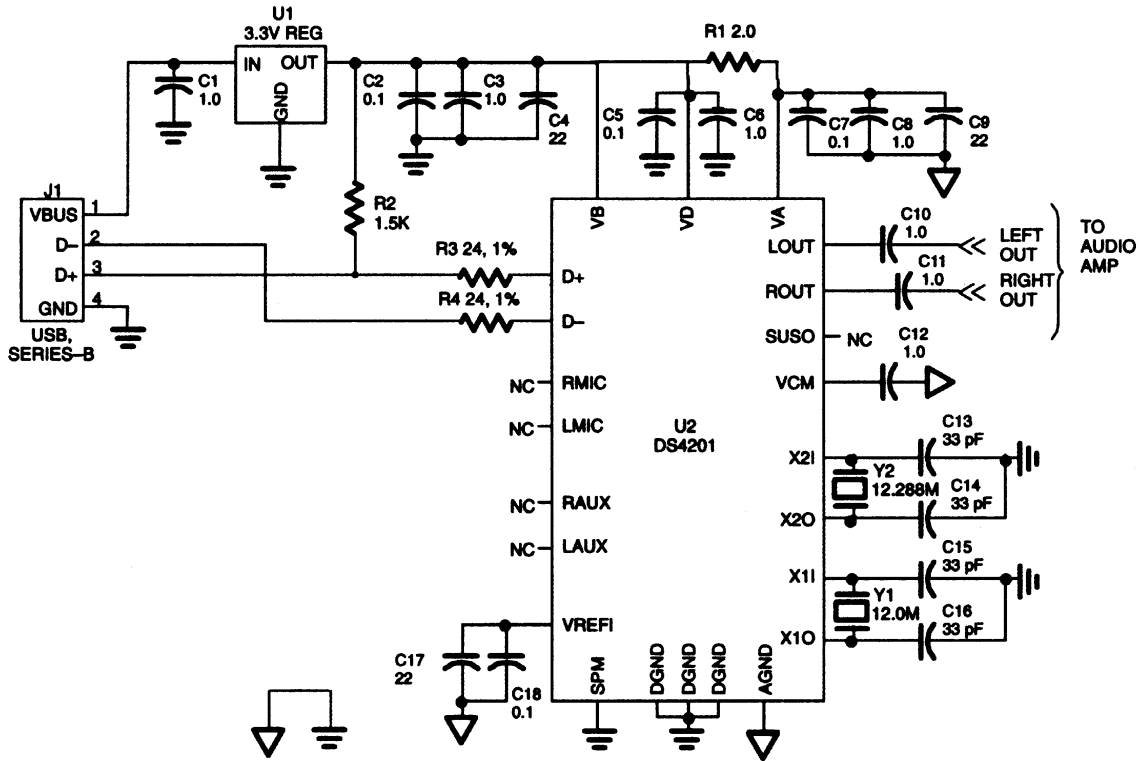 U1
3.3V REG
IN OUT
GND
C1
1.0
C2
0.1
C3
1.0
C4
22
R1 2.0
C5
0.1
C6
1.0
C7
0.1
C8
1.0
C9
22
J1
VBUS 1
D– 2
D+ 3
GND 4
USB,
SERIES–B
R2
1.5K
R3 24, 1%
R4 24, 1%
VB
VD
VA
D+
D–
NC RMIC
NC LMIC
NC RAUX
NC LAUX
VREFI
U2
DS4201
LOUT
ROUT
SUSO NC
VCM
X2I
X2O
X1I
X1O
C10
1.0
LEFT
OUT
C11
1.0
RIGHT
OUT
TO
AUDIO
AMP
C12
1.0
C13
33 pF
Y2
12.288M
C14
33 pF
C15
33 pF
Y1
12.0M
C16
33 pF
C17
22
C18
0.1
SPM
DGND
DGND
DGND
AGND